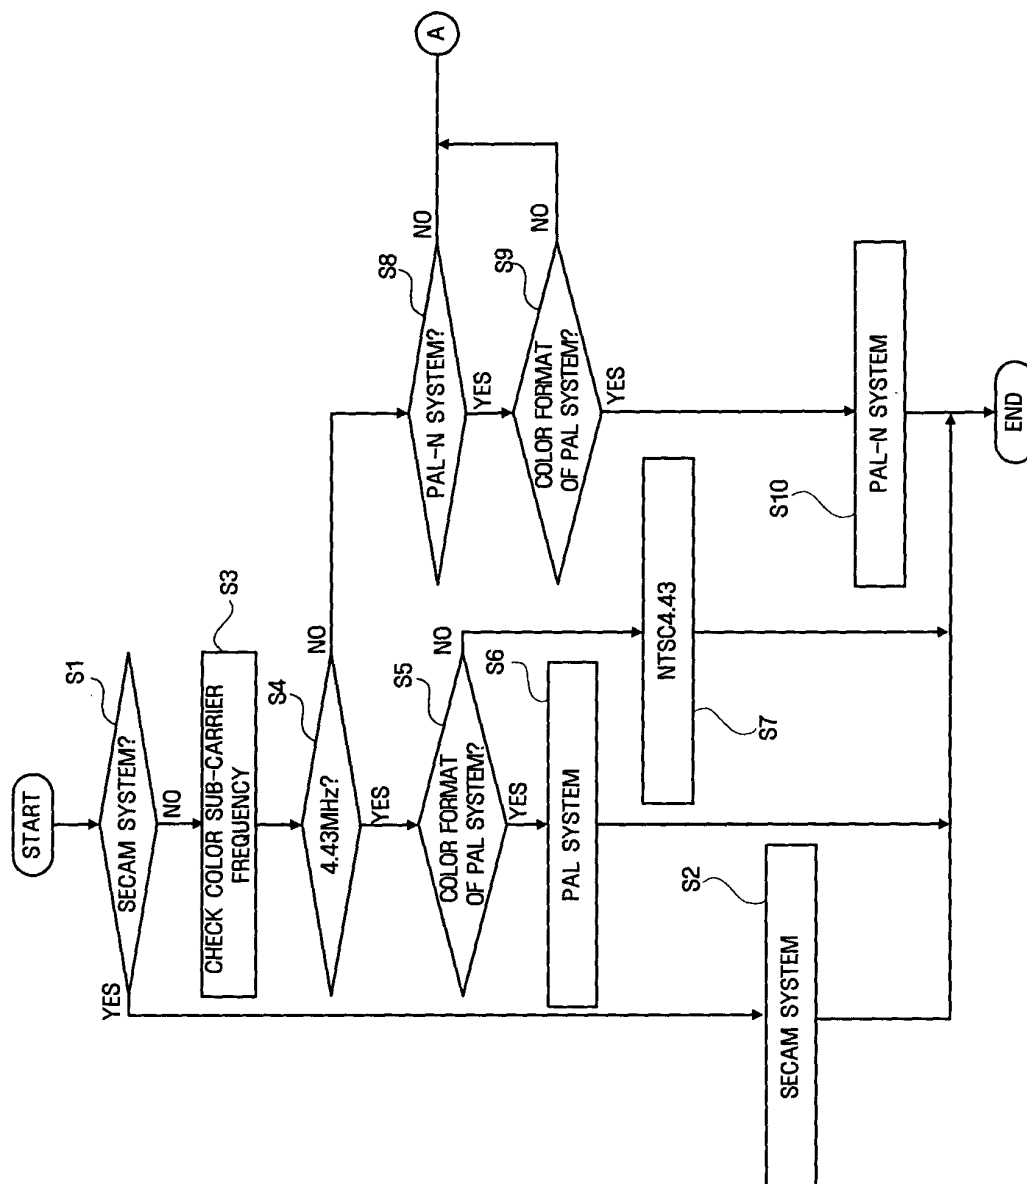 START
SECAM SYSTEM?
S1
YES
NO
CHECK COLOR SUB-CARRIER
FREQUENCY
S3
4.43MHz?
S4
NO
YES
COLOR FORMAT
OF PAL SYSTEM?
S5
NO
YES
PAL SYSTEM
S6
NTSC4.43
S7
SECAM SYSTEM
S2
PAL-N SYSTEM?
S8
NO
A
YES
COLOR FORMAT
OF PAL SYSTEM?
S9
NO
YES
PAL-N SYSTEM
S10
END